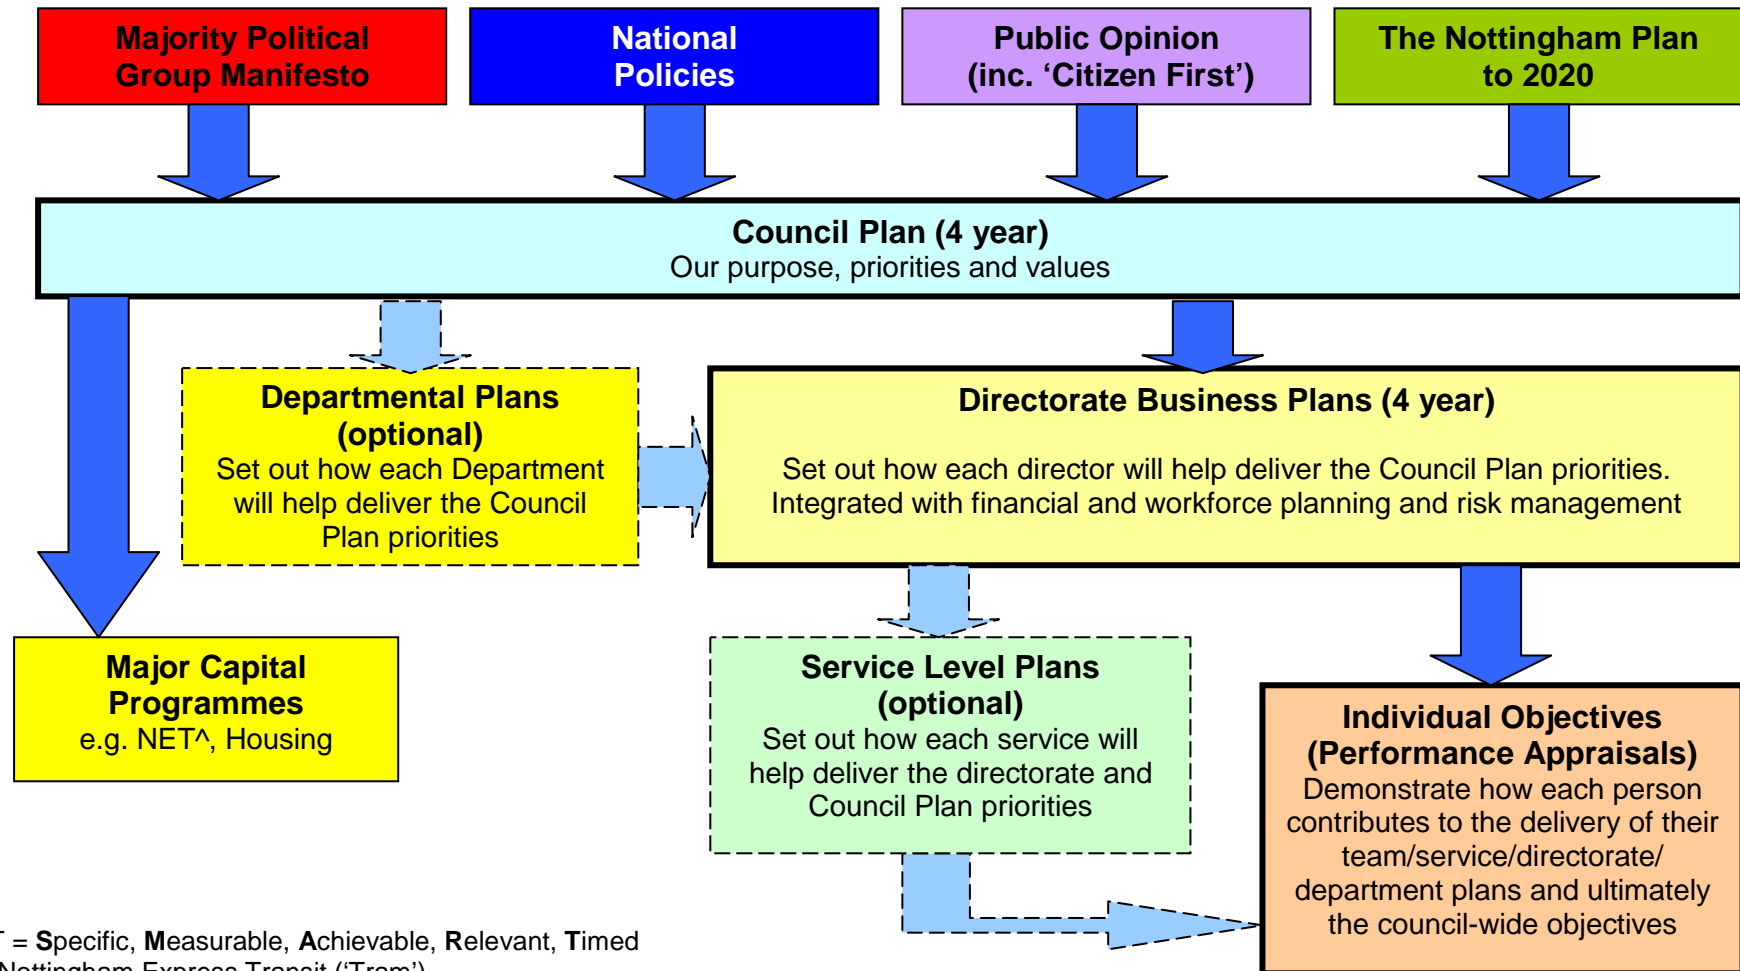 Majority Political
Group Manifesto
National
Policies
Public Opinion
(inc. ‘Citizen First’)
The Nottingham Plan
to 2020
Council Plan (4 year)
Our purpose, priorities and values
Departmental Plans
(optional)
Set out how each Department
will help deliver the Council
Plan priorities
Directorate Business Plans (4 year)
Set out how each director will help deliver the Council Plan priorities.
Integrated with financial and workforce planning and risk management
Major Capital
Programmes
e.g. NET^, Housing
Service Level Plans
(optional)
Set out how each service will
help deliver the directorate and
Council Plan priorities
Individual Objectives
(Performance Appraisals)
Demonstrate how each person
contributes to the delivery of their
team/service/directorate/
department plans and ultimately
the council-wide objectives
= Specific, Measurable, Achievable, Relevant, Timed
Nottingham Express Transit (‘Tram’)